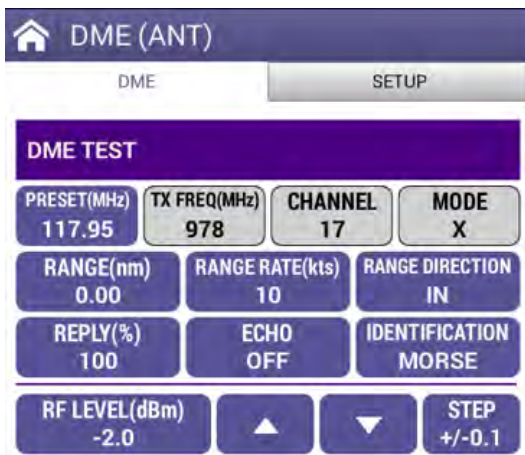 DME (ANT)
DME SETUP
DME TEST
PRESET(MHz) TX FREQ(MHz) CHANNEL MODE
117.95 978 17 X
RANGE(nm) RANGE RATE(kts) RANGE DIRECTION
0.00 10 IN
REPLY(%) ECHO IDENTIFICATION
100 OFF MORSE
RF LEVEL(dBm) STEP
-2.0 +/-0.1